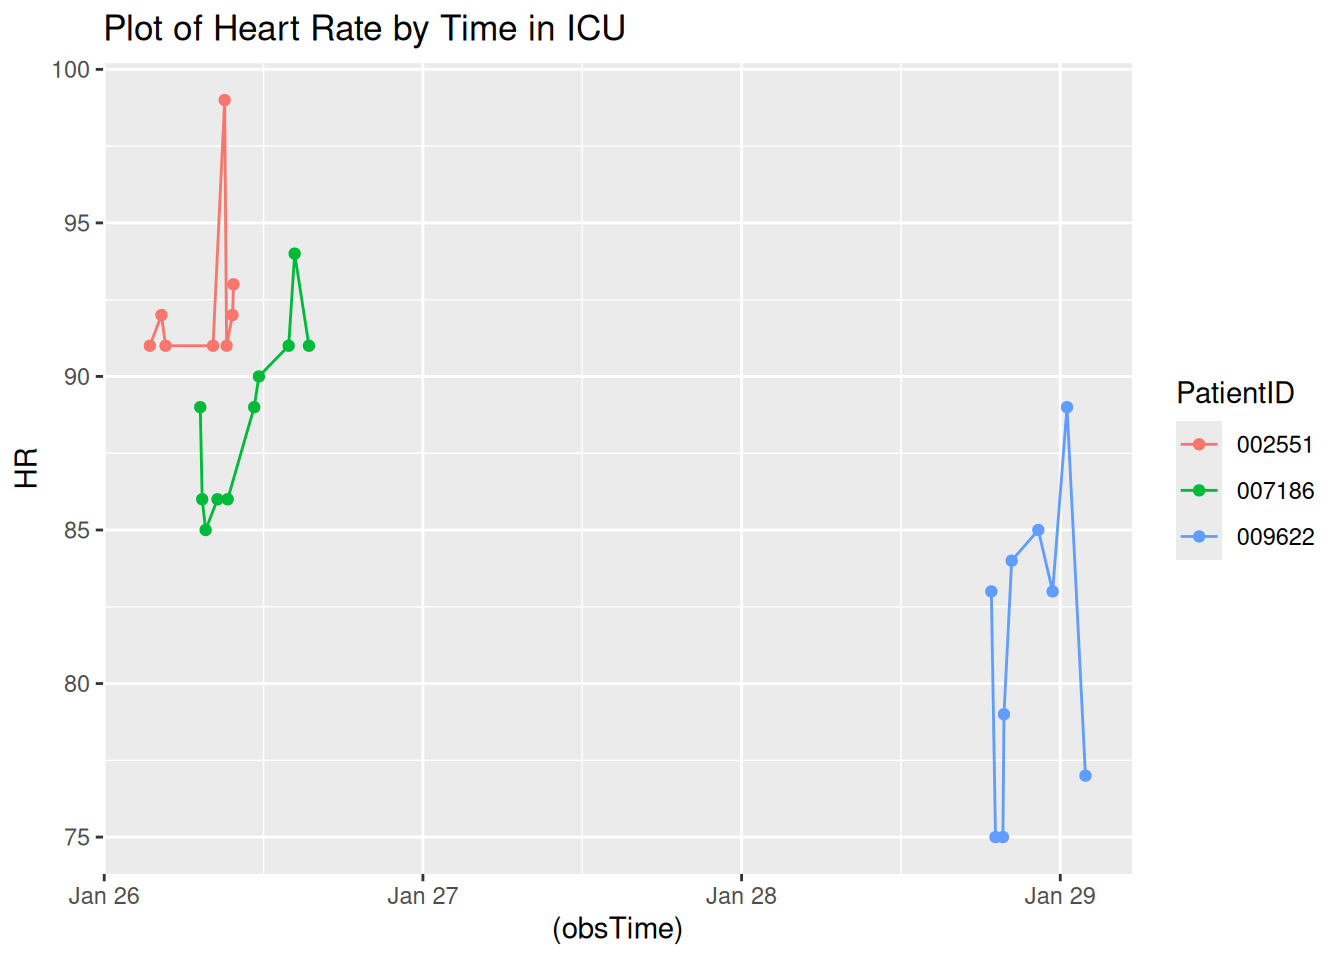 Plot of Heart Rate by Time in ICU
100
95
90
85
80
75
HR
Jan 26
Jan 27
Jan 28
Jan 29
(obsTime)
PatientID
002551
007186
009622